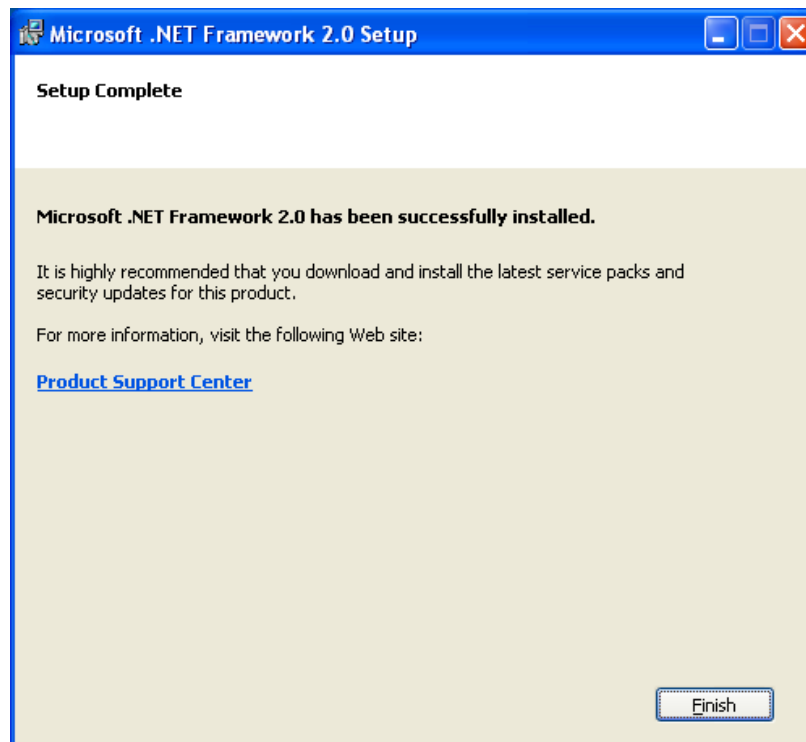 Microsoft .NET Framework 2.0 Setup
Setup Complete
Microsoft .NET Framework 2.0 has been successfully installed.
It is highly recommended that you download and install the latest service packs and
security updates for this product.
For more information, visit the following Web site:
Product Support Center
Finish